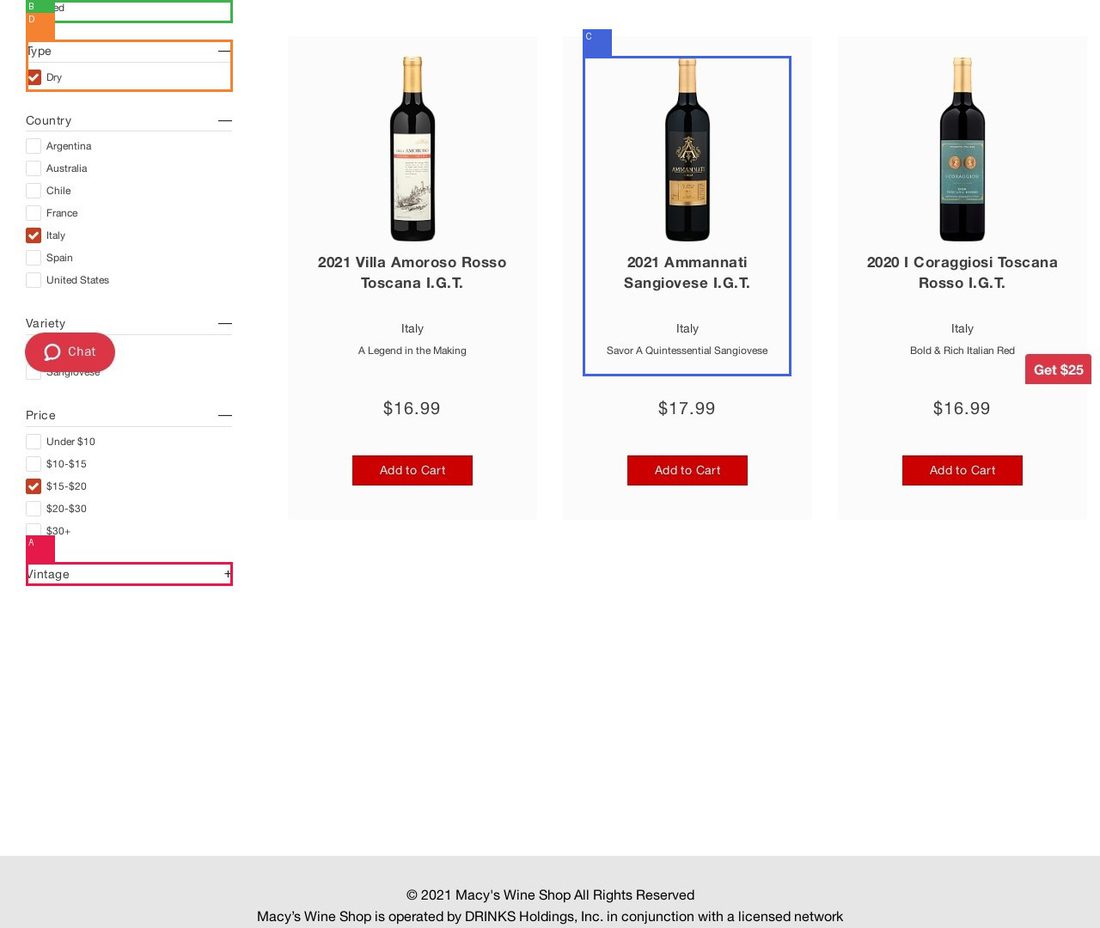 B
ed
D
Type —
Dry
Country —
Argentina
Australia
Chile
France
Italy
Spain
United States
Variety —
Chat
Sangiovese
Price —
Under $10
$10-$15
$15-$20
$20-$30
$30+
A
Vintage +
2021 Villa Amoroso Rosso
Toscana I.G.T.
Italy
A Legend in the Making
$16.99
Add to Cart
C
AMMANNATI
2021 Ammannati
Sangiovese I.G.T.
Italy
Savor A Quintessential Sangiovese
$17.99
Add to Cart
I CORAGGIOSI
2020 I Coraggiosi Toscana
Rosso I.G.T.
Italy
Bold & Rich Italian Red
$16.99
Add to Cart
Get $25
© 2021 Macy's Wine Shop All Rights Reserved
Macy’s Wine Shop is operated by DRINKS Holdings, Inc. in conjunction with a licensed network